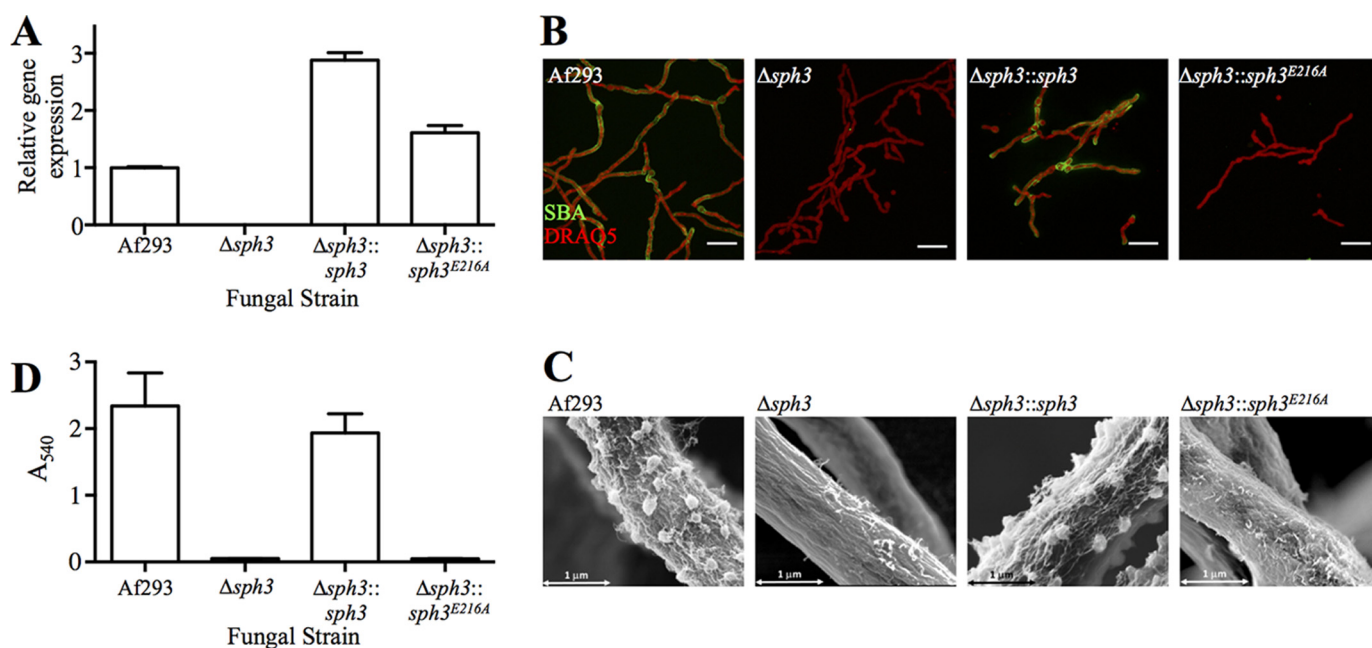 A
Relative gene
expression
3
2
1
0
Af293
Δsph3
Δsph3::
sph3
Δsph3::
sph3E216A
Fungal Strain
B
Af293
Δsph3
Δsph3::sph3
Δsph3::sph3E216A
SBA
DRAQ5
D
A540
3
2
1
0
Af293
Δsph3
Δsph3::
sph3
Δsph3::
sph3E216A
Fungal Strain
C
Af293
Δsph3
Δsph3::sph3
Δsph3::sph3E216A
1 μm
1 μm
1 μm
1 μm